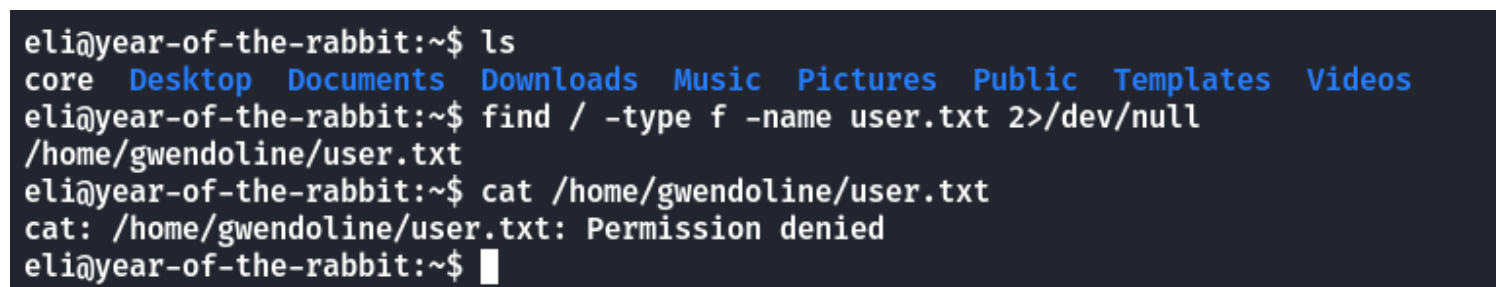 eli@year-of-the-rabbit:~$ ls
core Desktop Documents Downloads Music Pictures Public Templates Videos
eli@year-of-the-rabbit:~$ find / -type f -name user.txt 2>/dev/null
/home/gwendoline/user.txt
eli@year-of-the-rabbit:~$ cat /home/gwendoline/user.txt
cat: /home/gwendoline/user.txt: Permission denied
eli@year-of-the-rabbit:~$